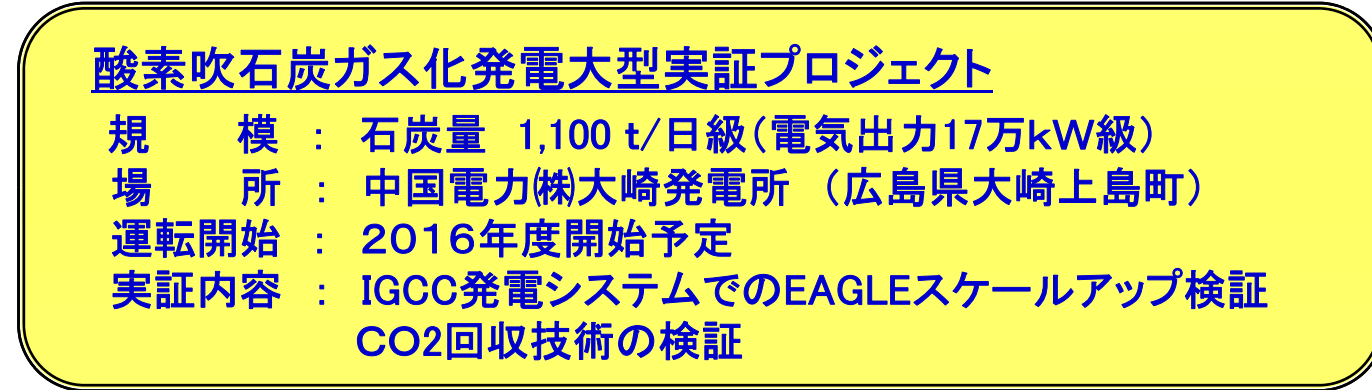 酸素吹石炭ガス化発電大型実証プロジェクト
規　　模 ： 石炭量 1,100 t/日級（電気出力17万kW級）
場　　所 ： 中国電力㈱大崎発電所 （広島県大崎上島町）
運転開始 ： ２０１６年度開始予定
実証内容 ： IGCC発電システムでのEAGLEスケールアップ検証
CO2回収技術の検証